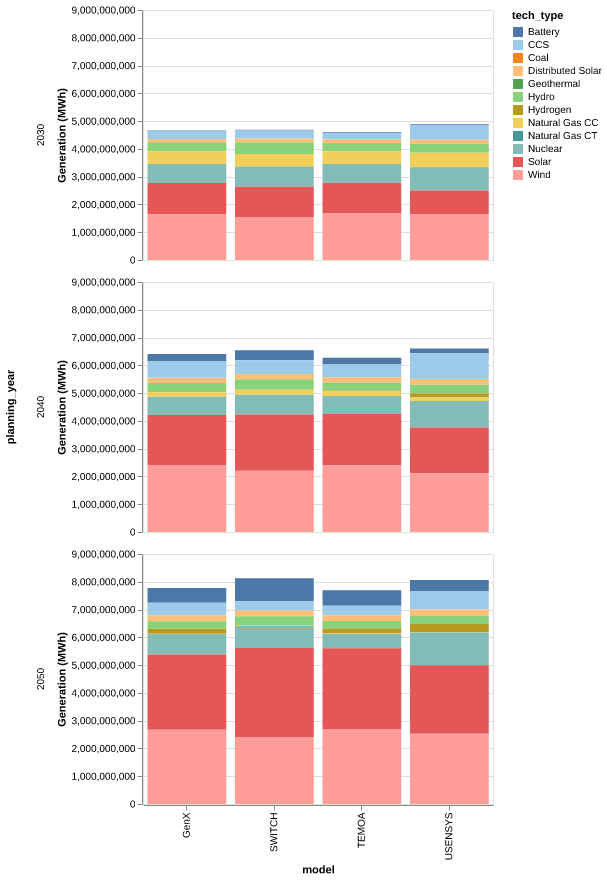 tech_type
Battery
CCS
Coal
Distributed Solar
Geothermal
Hydro
Hydrogen
Natural Gas CC
Natural Gas CT
Nuclear
Solar
Wind
planning_year
2030
Generation (MWh)
9,000,000,000
8,000,000,000
7,000,000,000
6,000,000,000
5,000,000,000
4,000,000,000
3,000,000,000
2,000,000,000
1,000,000,000
0
2040
Generation (MWh)
9,000,000,000
8,000,000,000
7,000,000,000
6,000,000,000
5,000,000,000
4,000,000,000
3,000,000,000
2,000,000,000
1,000,000,000
0
2050
Generation (MWh)
9,000,000,000
8,000,000,000
7,000,000,000
6,000,000,000
5,000,000,000
4,000,000,000
3,000,000,000
2,000,000,000
1,000,000,000
0
GenX
SWITCH
TEMOA
USENSYS
model